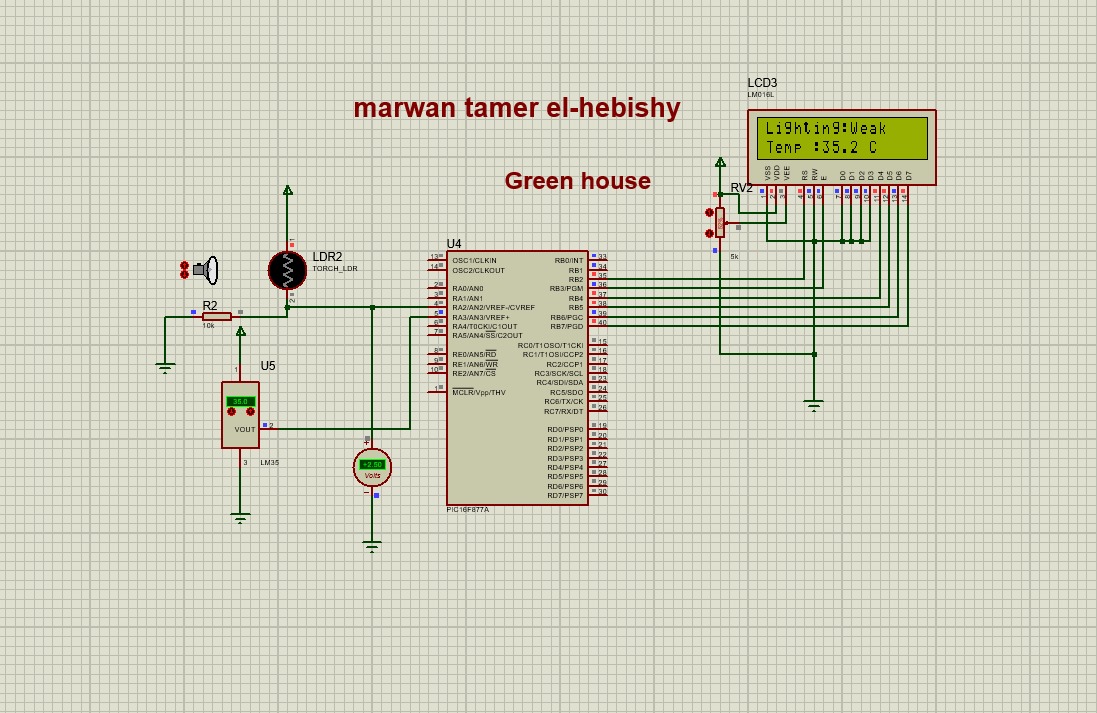 LCD3
LM016L
marwan tamer el-hebishy
Lighting:Weak
Temp :35.2 C
VSS VDD VEE RS RW E D0 D1 D2 D3 D4 D5 D6 D7
1 2 3 4 5 6 7 8 9 10 11 12 13 14
Green house
RV2
5k
LDR2
TORCH_LDR
1
2
R2
10k
U5
1
35.0
VOUT 2
3
LM35
+2.50
Volts
U4
13 OSC1/CLKIN RB0/INT 33
14 OSC2/CLKOUT RB1 34
RB2 35
2 RA0/AN0 RB3/PGM 36
3 RA1/AN1 RB4 37
4 RA2/AN2/VREF-/CVREF RB5 38
5 RA3/AN3/VREF+ RB6/PGC 39
6 RA4/T0CKI/C1OUT RB7/PGD 40
7 RA5/AN4/SS/C2OUT
RC0/T1OSO/T1CKI 15
8 RE0/AN5/RD RC1/T1OSI/CCP2 16
9 RE1/AN6/WR RC2/CCP1 17
10 RE2/AN7/CS RC3/SCK/SCL 18
RC4/SDI/SDA 23
1 MCLR/Vpp/THV RC5/SDO 24
RC6/TX/CK 25
RC7/RX/DT 26
RD0/PSP0 19
RD1/PSP1 20
RD2/PSP2 21
RD3/PSP3 22
RD4/PSP4 27
RD5/PSP5 28
RD6/PSP6 29
RD7/PSP7 30
PIC16F877A